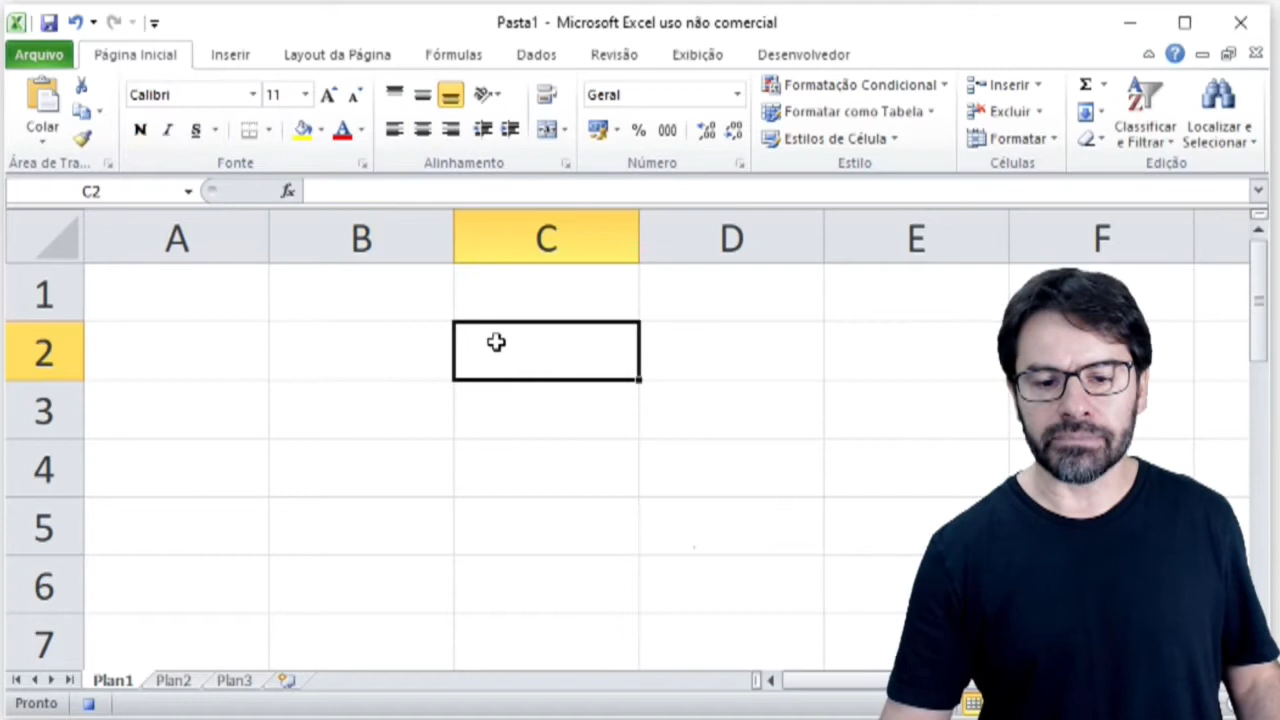 Pasta1 - Microsoft Excel uso não comercial
Arquivo Página Inicial Inserir Layout da Página Fórmulas Dados Revisão Exibição Desenvolvedor
Colar
Calibri 11
N I S
A
Geral
% 000
Formatação Condicional
Formatar como Tabela
Estilos de Célula
Inserir
Excluir
Formatar
Σ
Classificar e Filtrar
Localizar e Selecionar
Área de Tra... Fonte Alinhamento Número Estilo Células Edição
C2 fx
A B C D E F
1
2
3
4
5
6
7
Plan1 Plan2 Plan3
Pronto